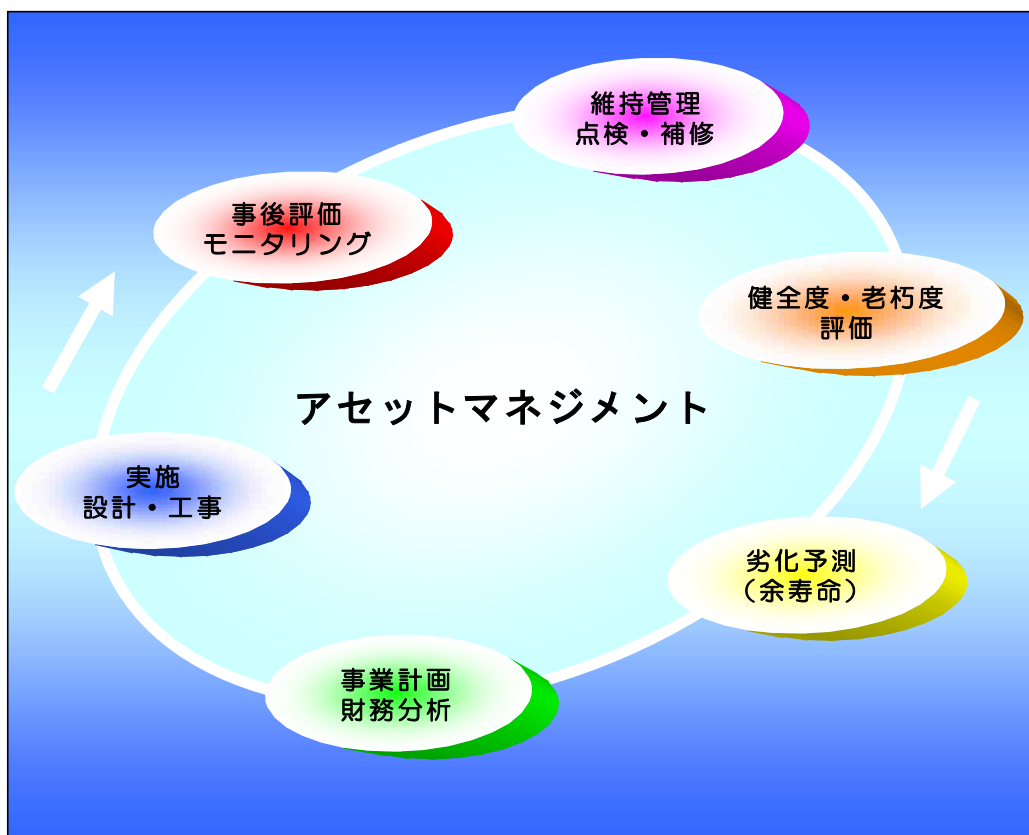 維持管理
点検・補修
事後評価
モニタリング
健全度・老朽度
評価
アセットマネジメント
実施
設計・工事
劣化予測
（余寿命）
事業計画
財務分析